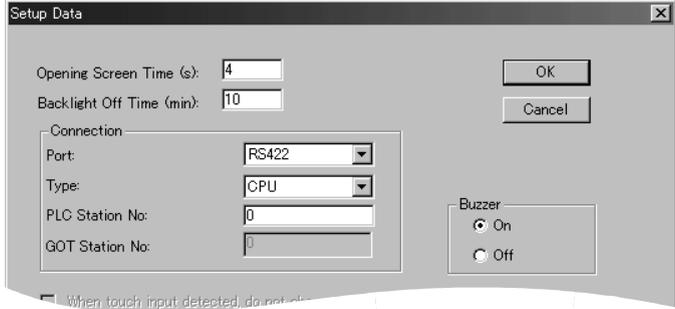 Setup Data
Opening Screen Time (s): 4
OK
Backlight Off Time (min): 10
Cancel
Connection
Port: RS422
Type: CPU
PLC Station No: 0
GOT Station No: 0
Buzzer
On
Off
When touch input detected, do not